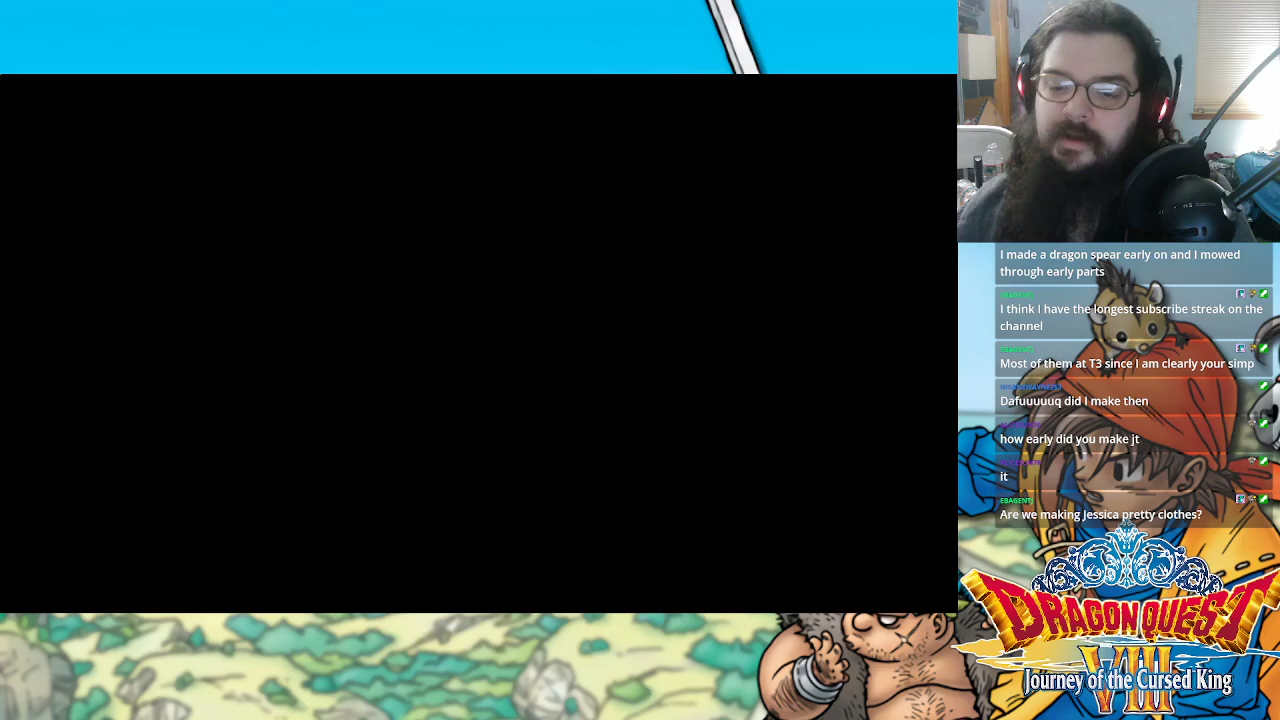 I made a dragon spear early on and I mowed
through early parts
I think I have the longest subscribe streak on the
channel
Most of them at T3 since I am clearly your simp
Dafuuuuuq did I make then
how early did you make jt
it
EBAGENTJ
Are we making Jessica pretty clothes?
DRAGON QUEST
VIII
Journey of the Cursed King